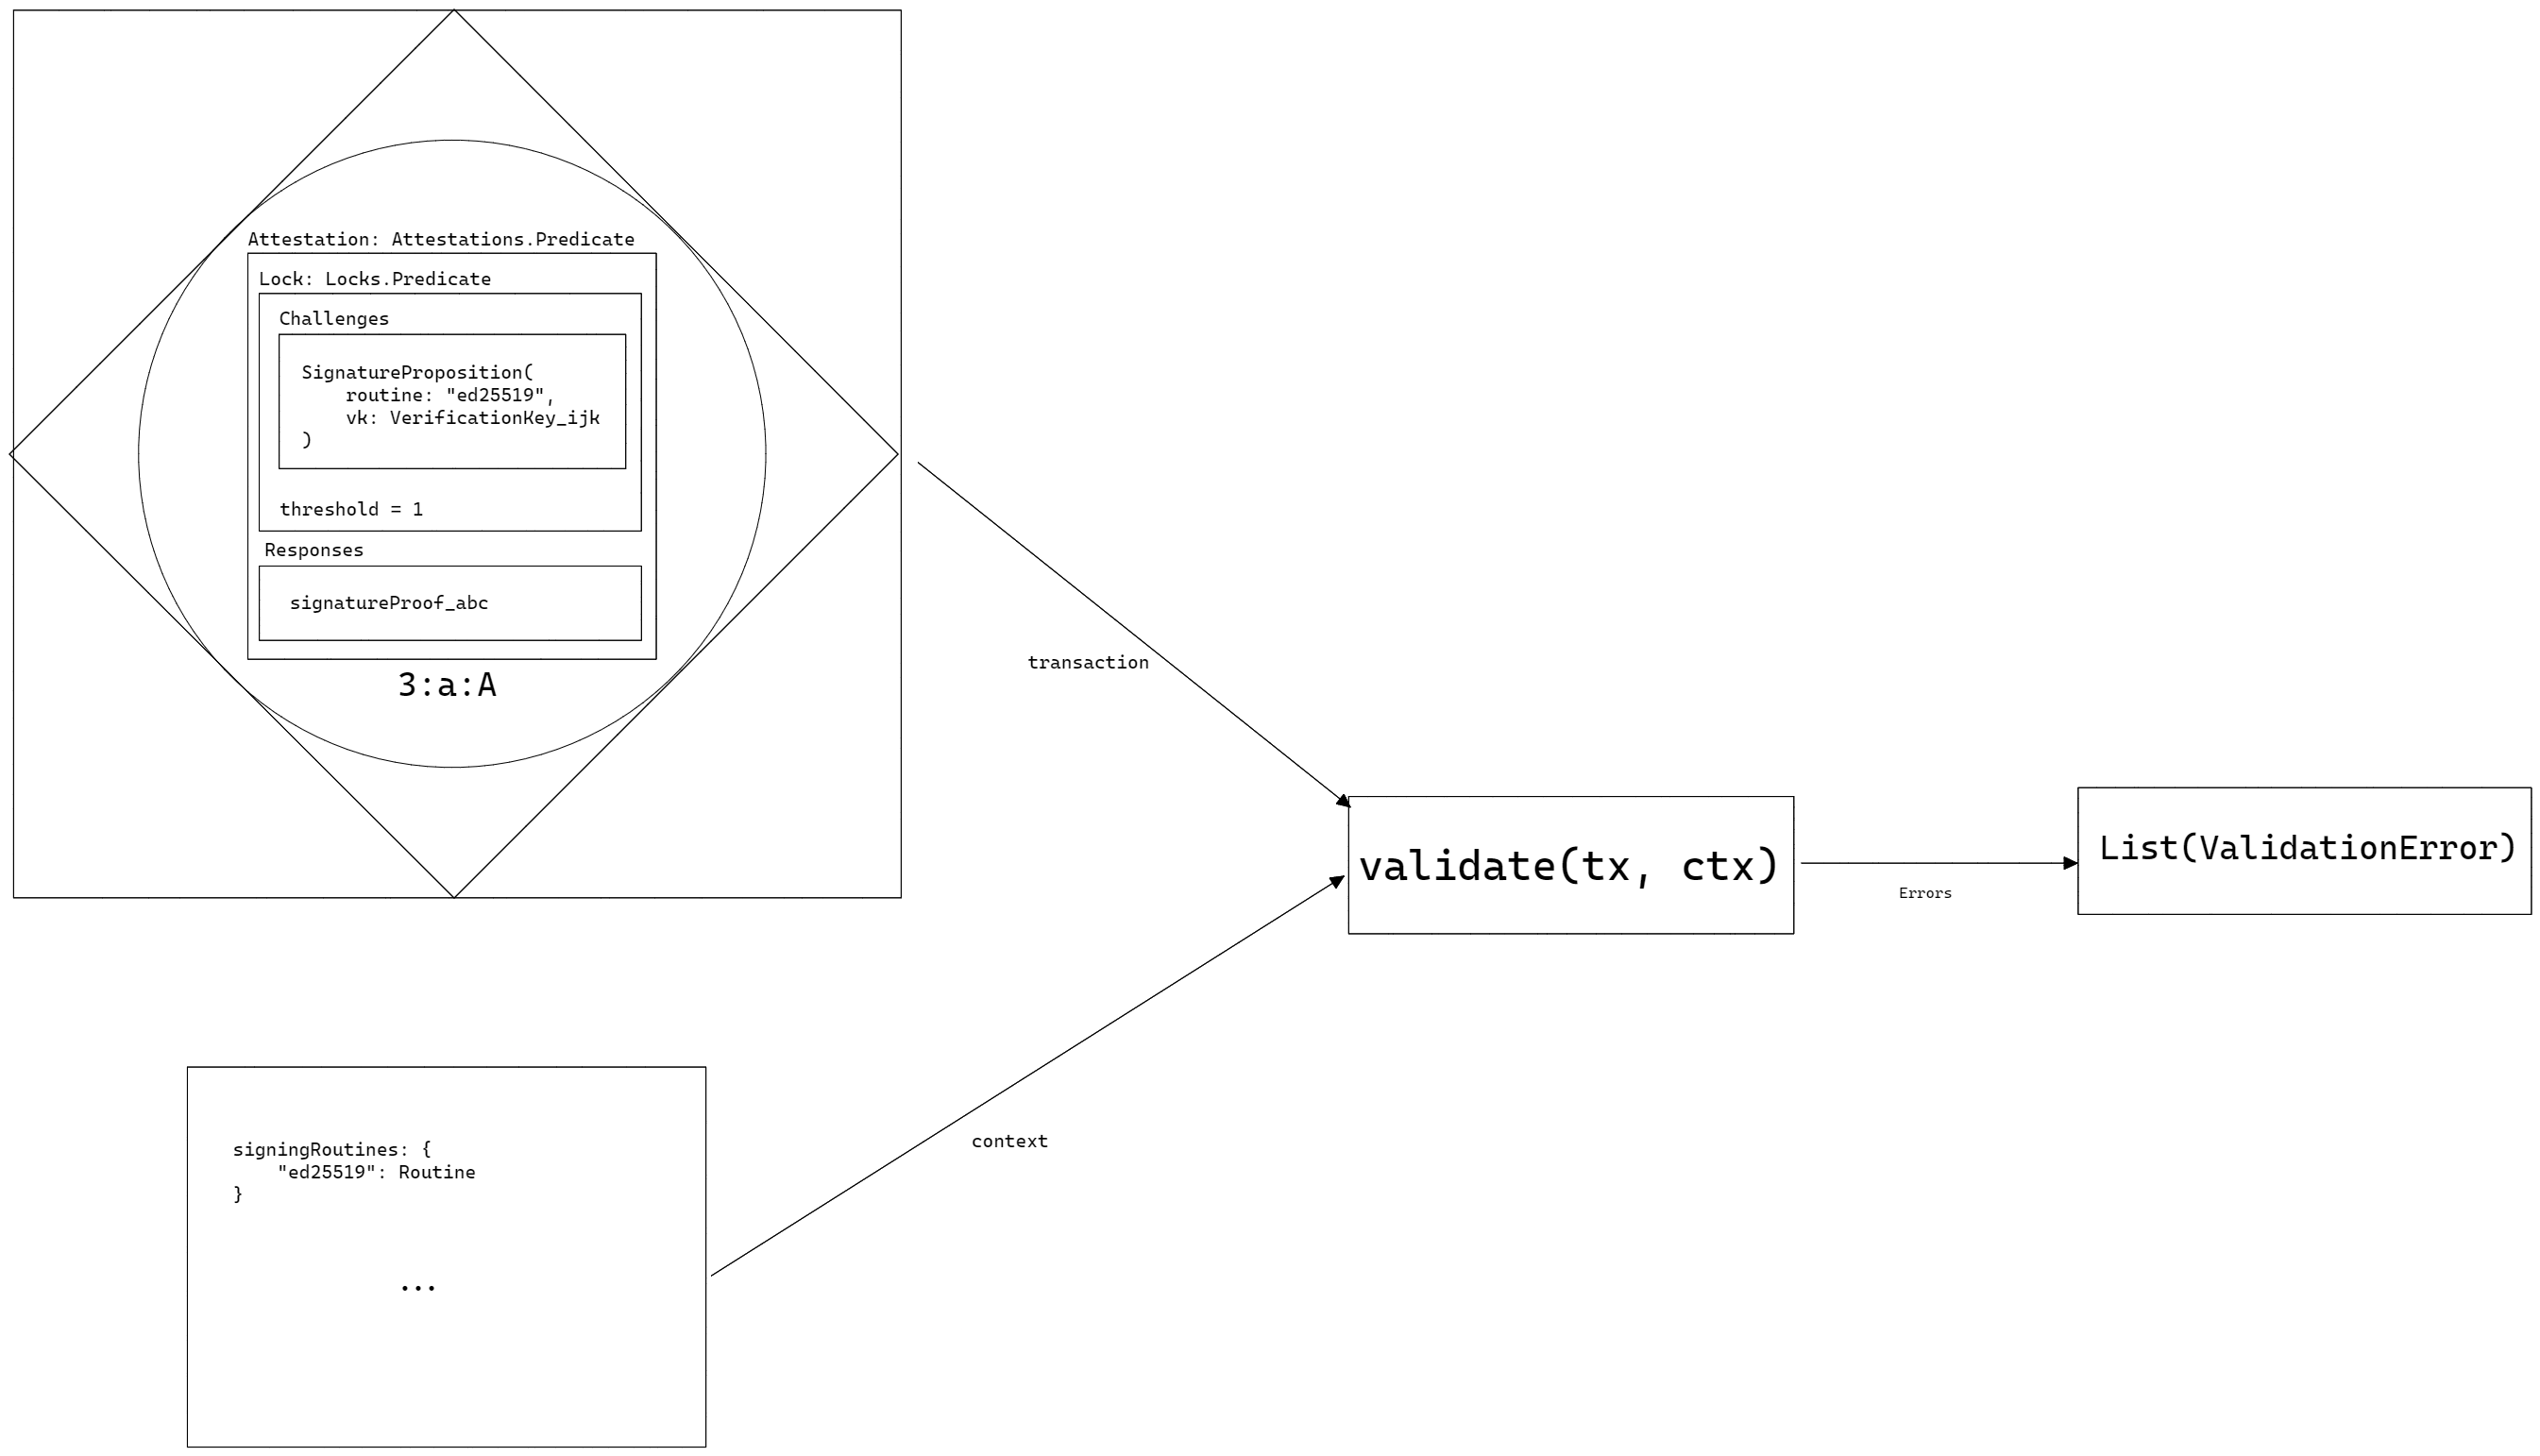 Attestation: Attestations.Predicate
Lock: Locks.Predicate
Challenges
SignatureProposition(
    routine: "ed25519",
    vk: VerificationKey_ijk
)
threshold = 1
Responses
signatureProof_abc
3:a:A
transaction
validate(tx, ctx)
Errors
List(ValidationError)
context
signingRoutines: {
    "ed25519": Routine
}
...